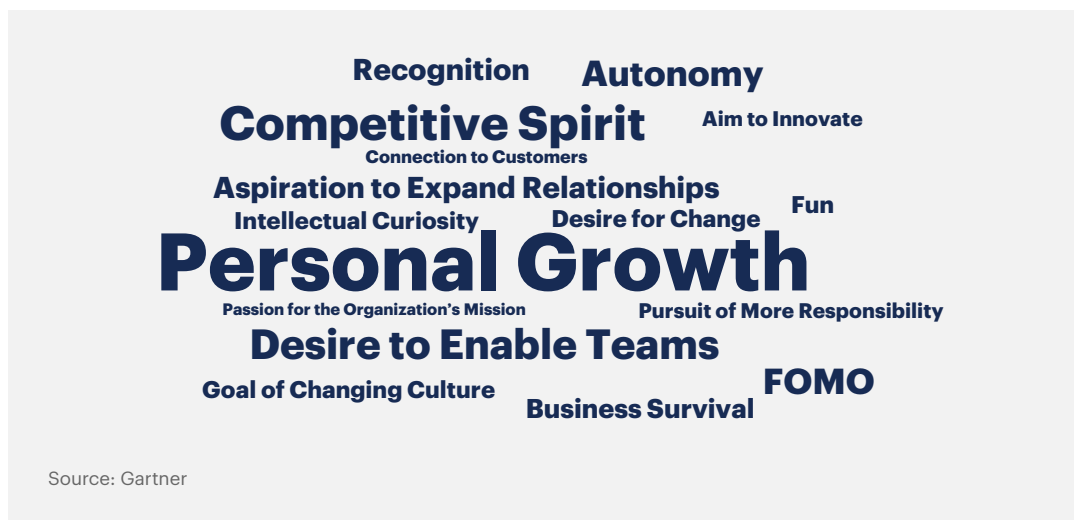 Recognition
Autonomy
Competitive Spirit
Aim to Innovate
Connection to Customers
Aspiration to Expand Relationships
Fun
Intellectual Curiosity
Desire for Change
Personal Growth
Passion for the Organization’s Mission
Pursuit of More Responsibility
Desire to Enable Teams
FOMO
Goal of Changing Culture
Business Survival
Source: Gartner